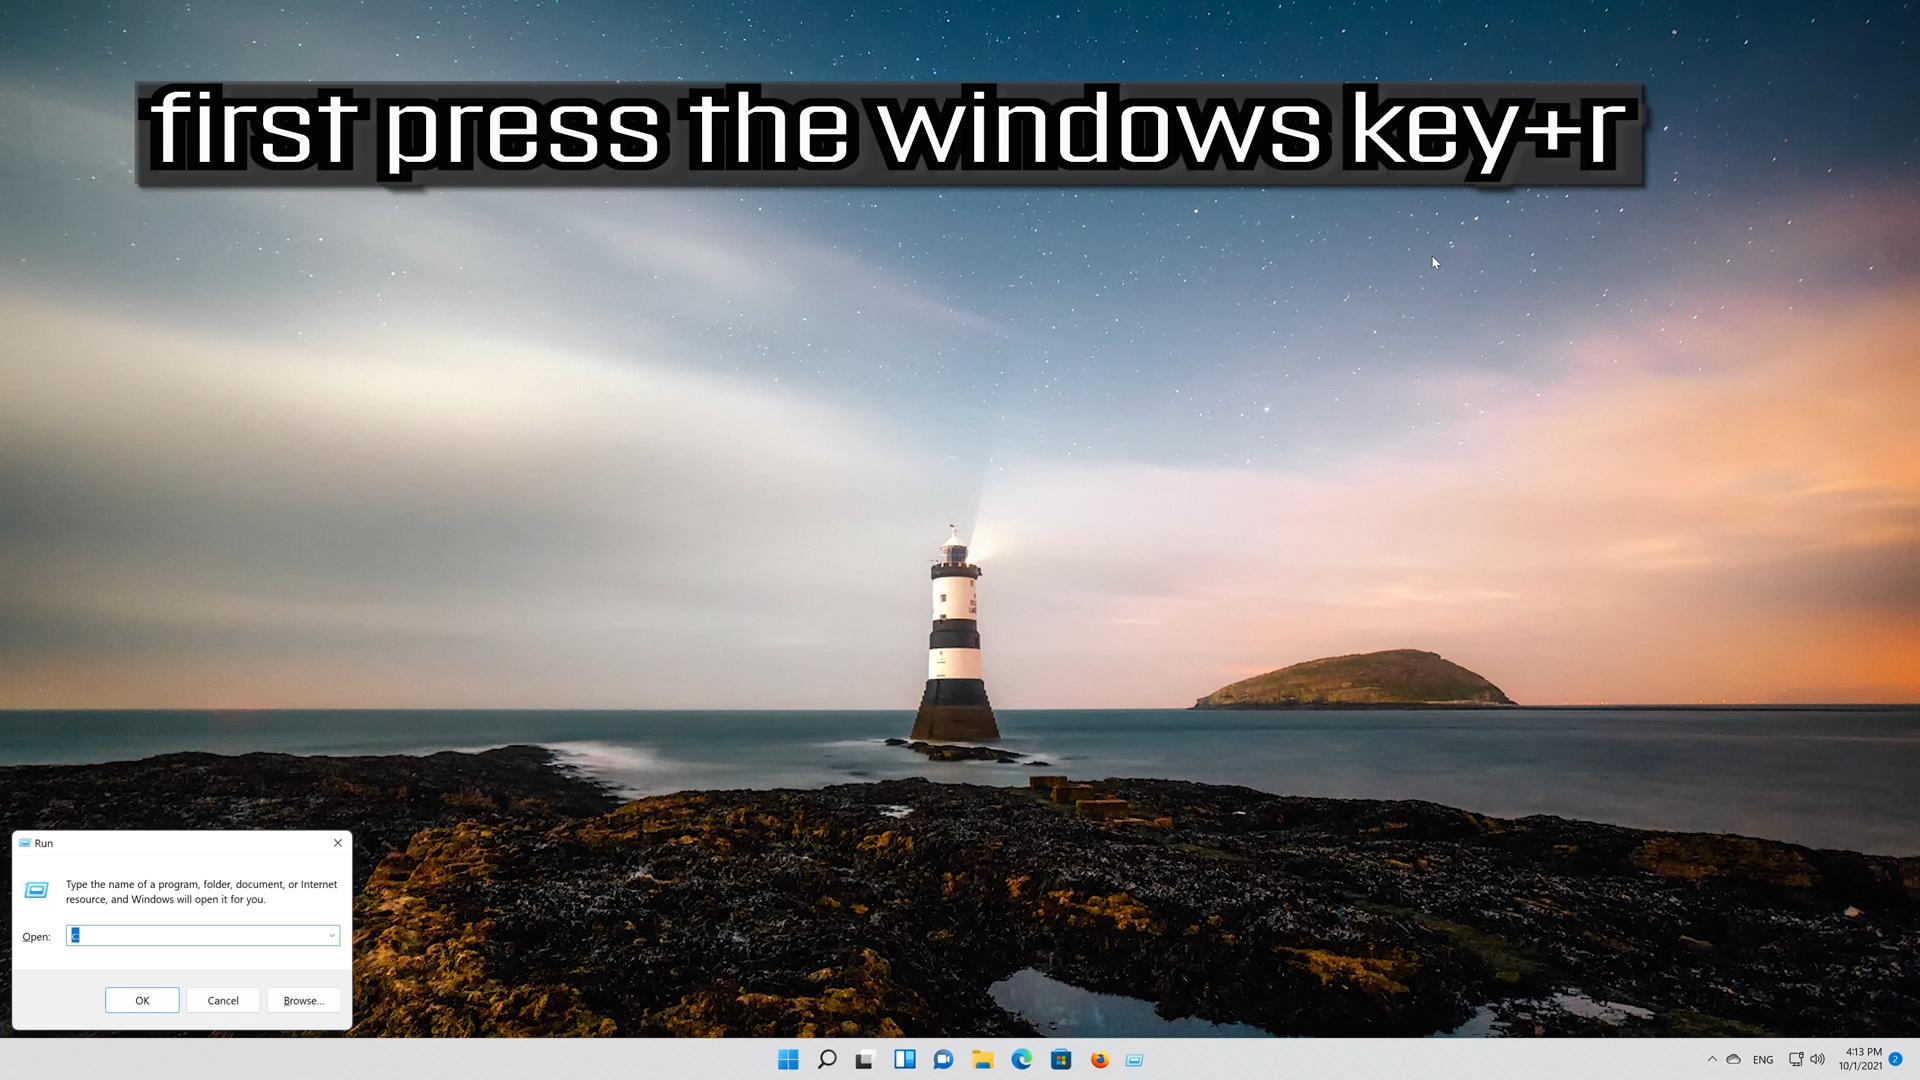 first press the windows key+r
Run
Type the name of a program, folder, document, or Internet
resource, and Windows will open it for you.
Open:
OK
Cancel
Browse...
ENG
4:13 PM
10/1/2021
2